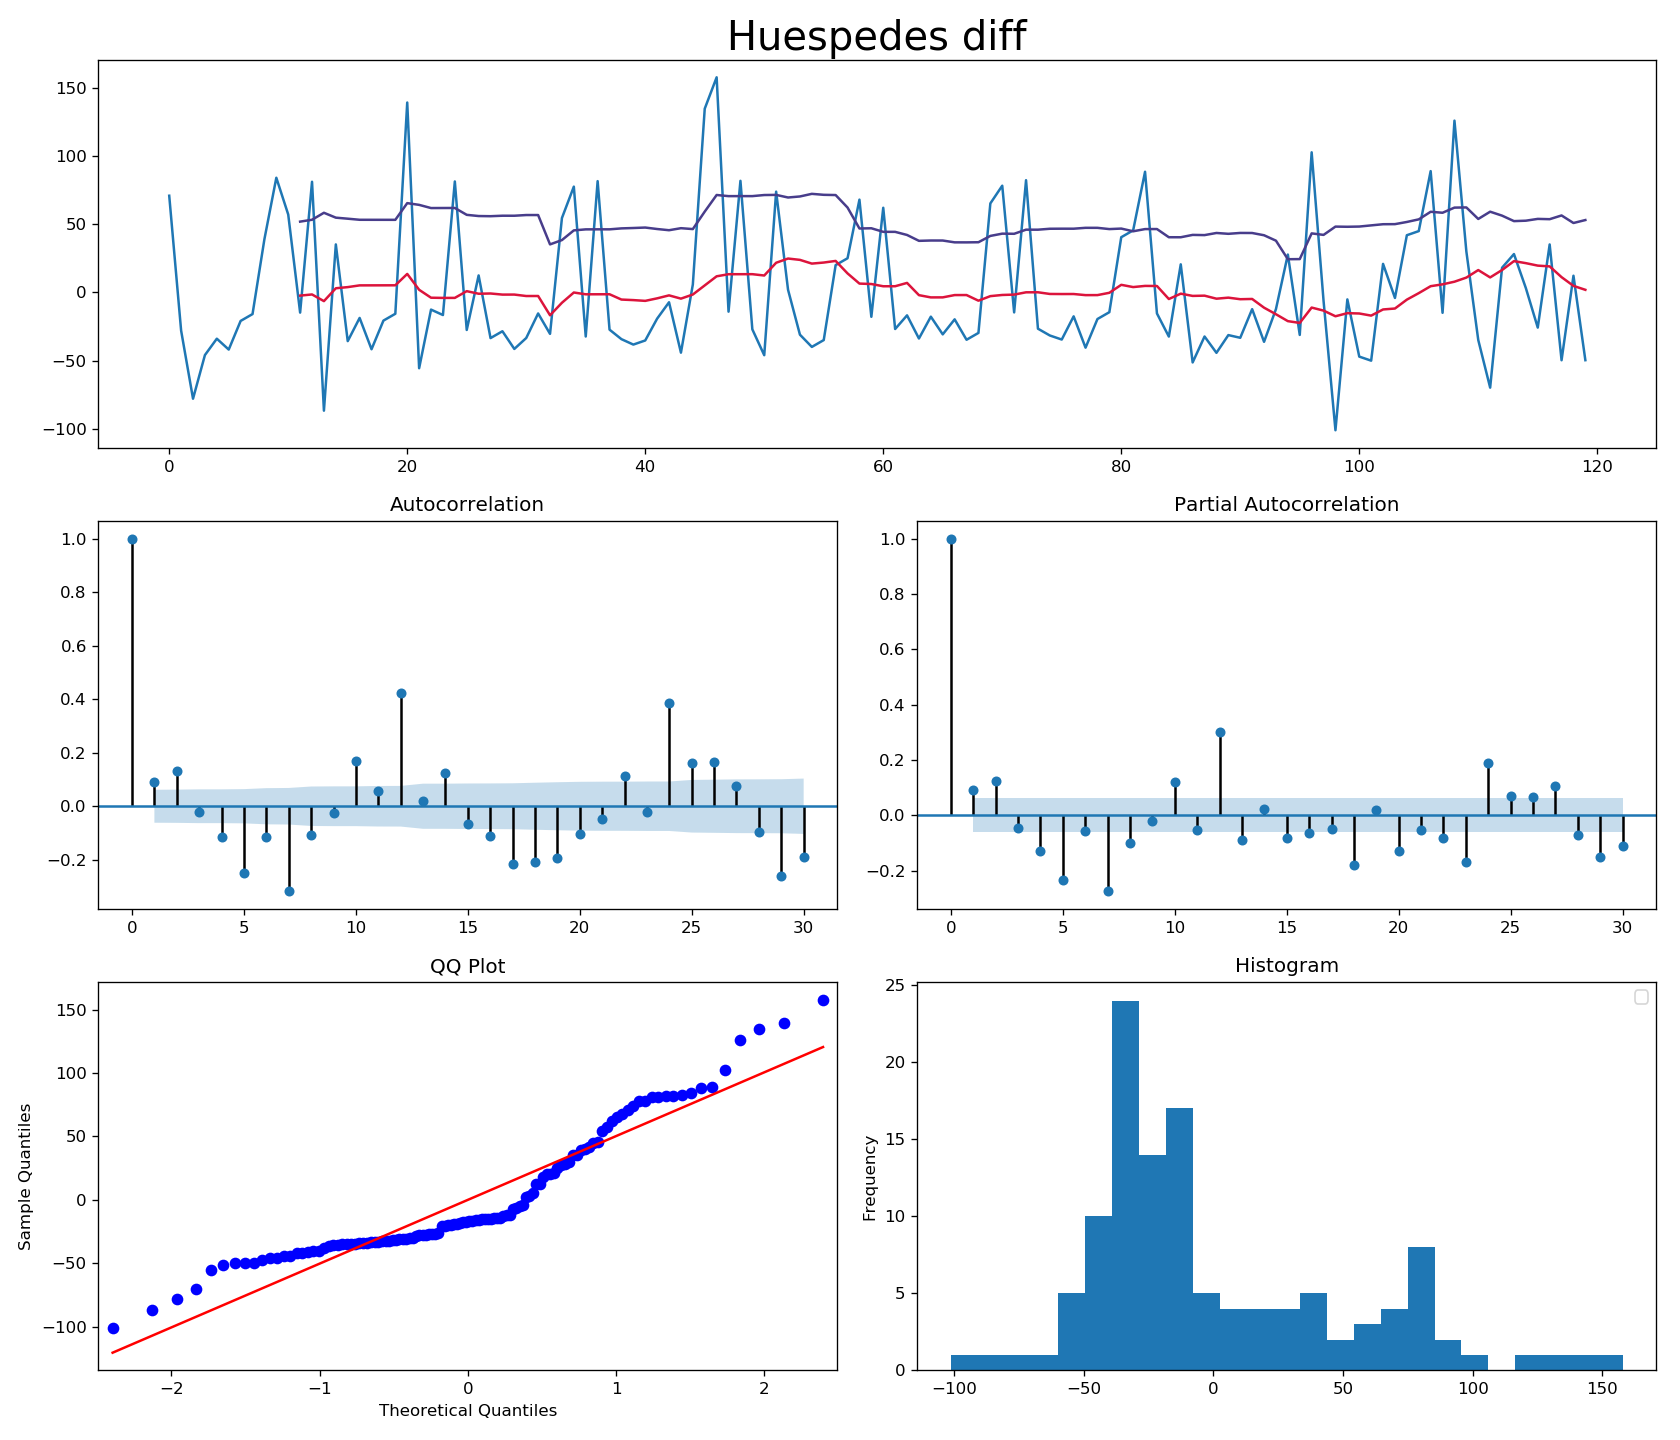 Huespedes diff
150
100
50
0
−50
−100
0 20 40 60 80 100 120
Autocorrelation
1.0
0.8
0.6
0.4
0.2
0.0
−0.2
0 5 10 15 20 25 30
Partial Autocorrelation
1.0
0.8
0.6
0.4
0.2
0.0
−0.2
0 5 10 15 20 25 30
QQ Plot
Sample Quantiles
150
100
50
0
−50
−100
−2 −1 0 1 2
Theoretical Quantiles
Histogram
Frequency
25
20
15
10
5
0
−100 −50 0 50 100 150